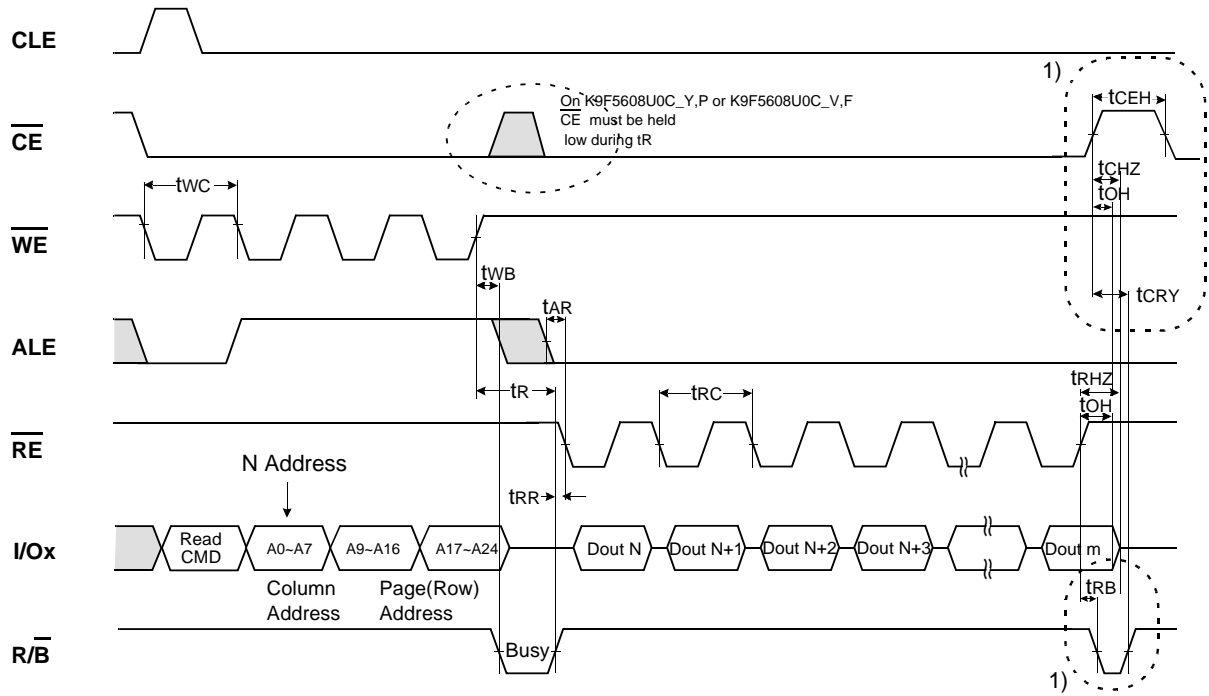 CLE
1)
On K9F5608U0C_Y,P or K9F5608U0C_V,F
CE must be held
low during tR
tCEH
CE
tCHZ
tOH
tWC
WE
tWB
tCRY
tAR
ALE
tRHZ
tR
tRC
tOH
RE
N Address
tRR
I/Ox
Read
CMD
A0~A7
A9~A16
A17~A24
Dout N
Dout N+1
Dout N+2
Dout N+3
Dout m
Column
Address
Page(Row)
Address
tRB
R/B
Busy
1)